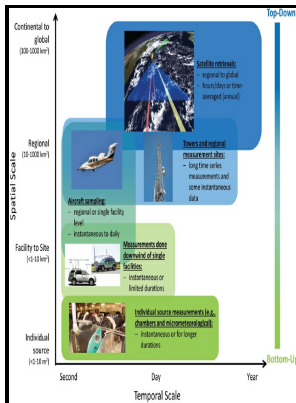 Continental to
global
(100-1000 km²)
Top-Down
Satellite retrievals:
– regional to global
– hours/days or time-
averaged (annual)
Regional
(10-1000 km²)
Towers and regional
measurement sites:
– long time series
measurements and
some instantaneous
data
Aircraft sampling:
– regional or single facility
level
– instantaneous to daily
Facility to Site
(<1-10 km²)
Measurements done
downwind of single
facilities:
– instantaneous or
limited durations
Individual
source
(<1-10 m²)
Individual source measurements (e.g.,
chambers and micrometeorological):
– instantaneous or for longer
durations
Bottom-Up
Second
Day
Year
Temporal Scale
Spatial Scale